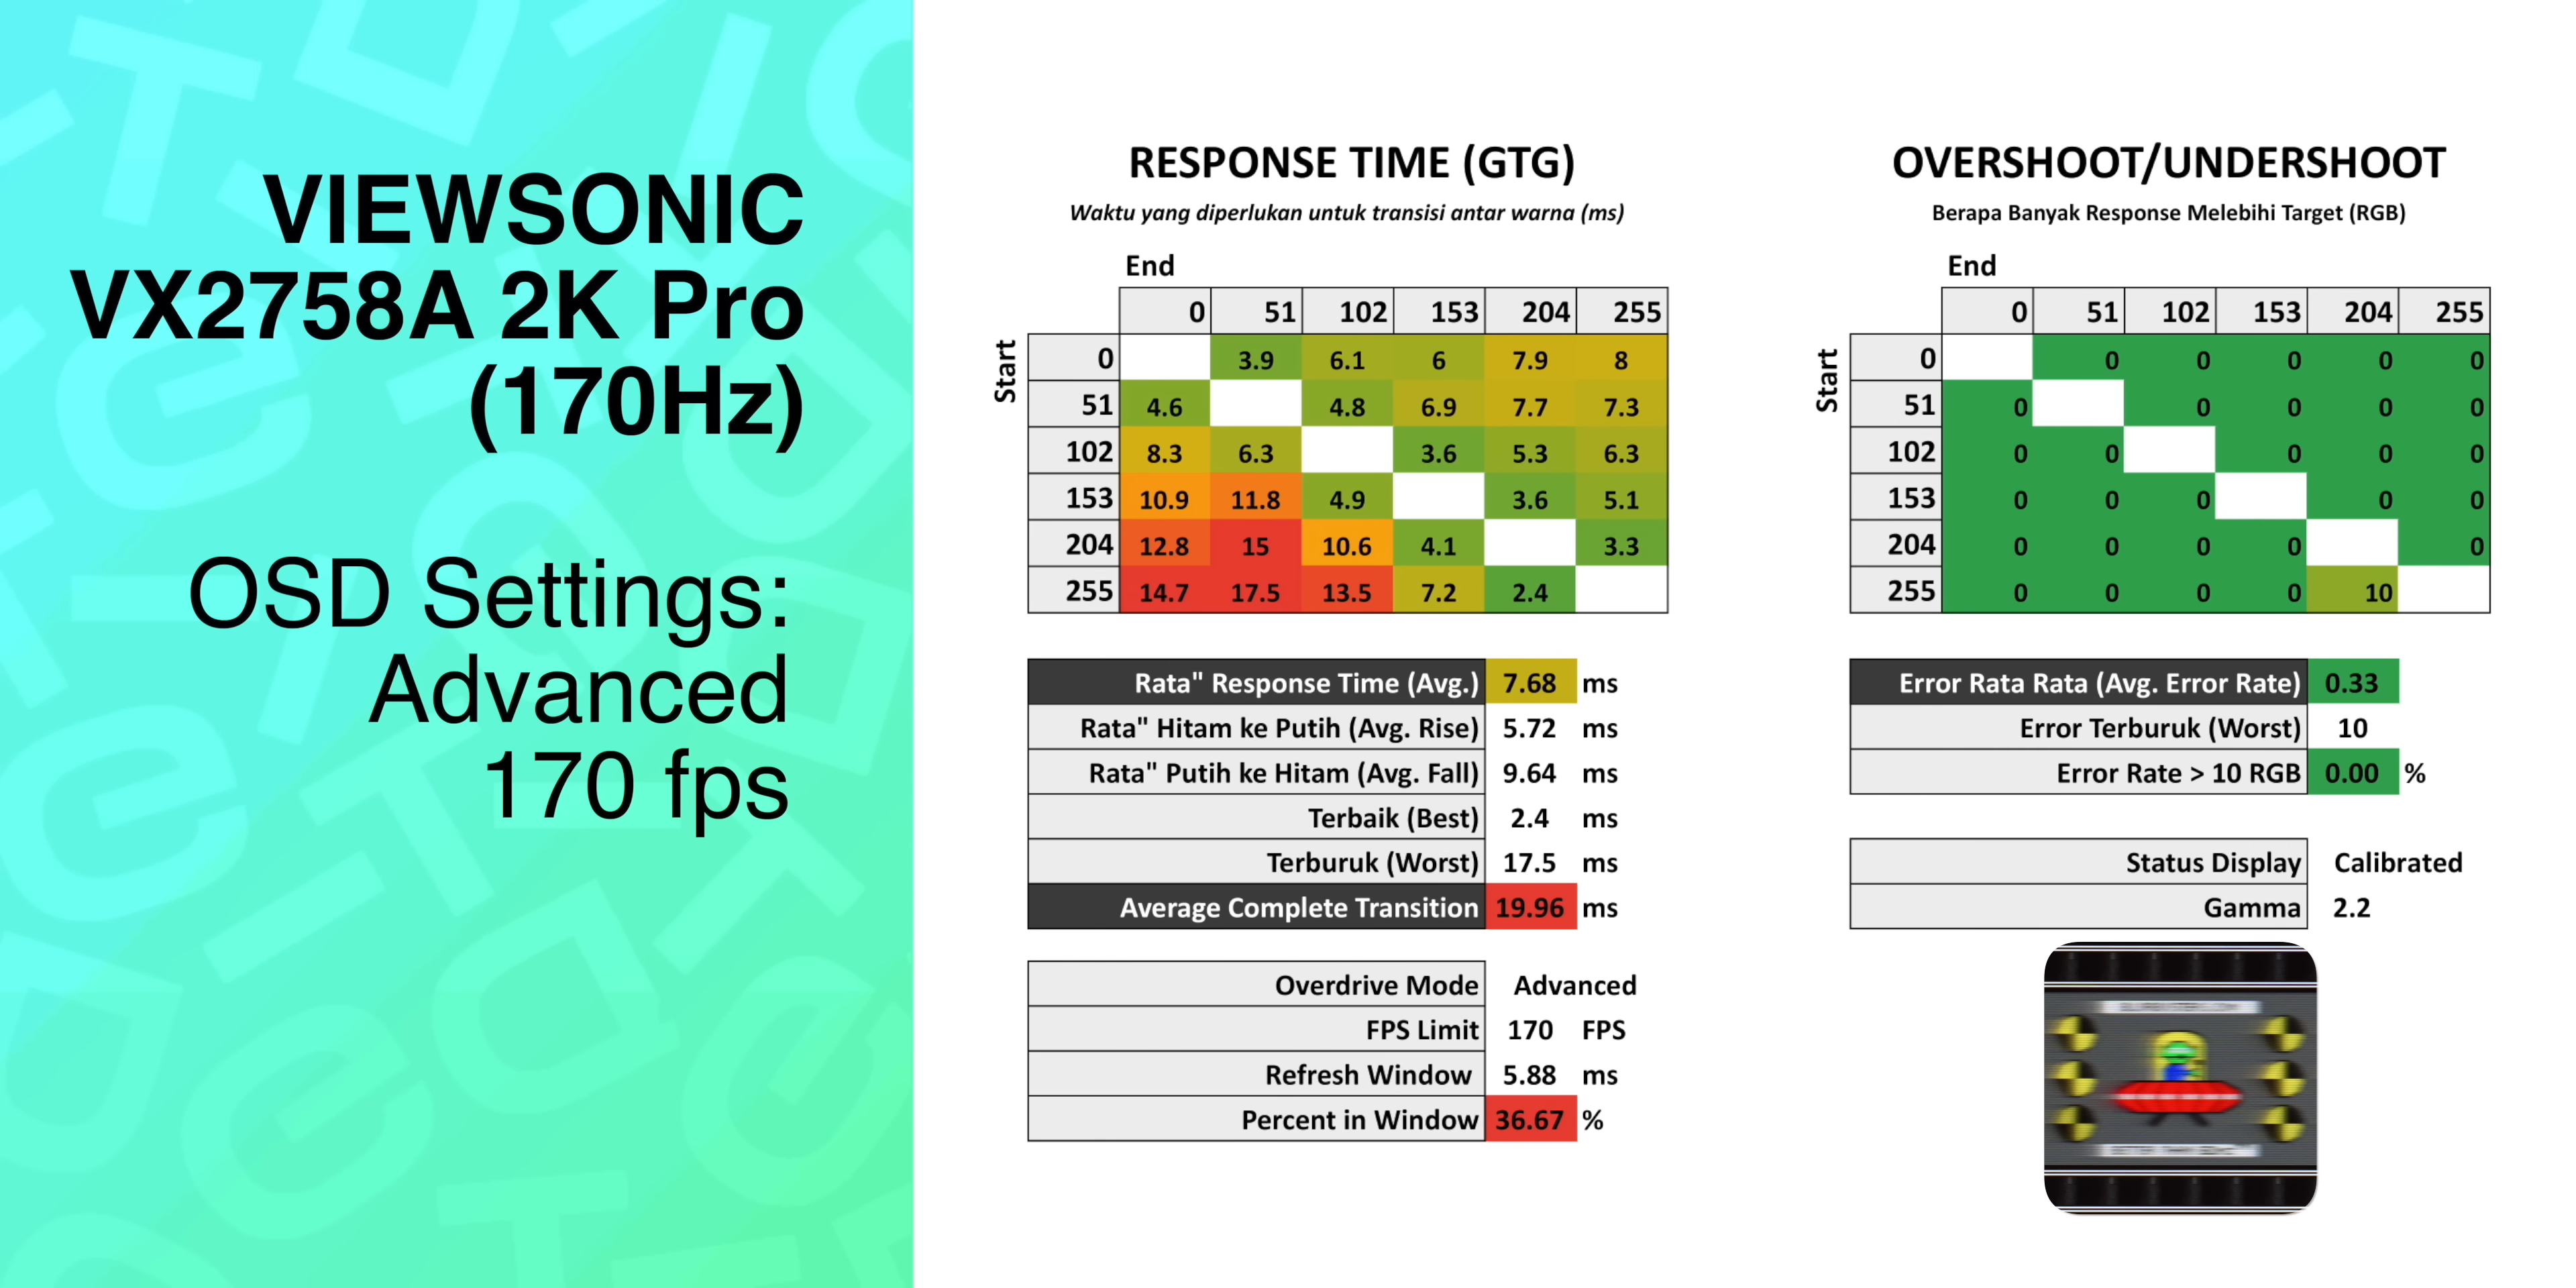 VIEWSONIC
VX2758A 2K Pro
(170Hz)
OSD Settings:
Advanced
170 fps
RESPONSE TIME (GTG)
Waktu yang diperlukan untuk transisi antar warna (ms)
End
Start
0 51 102 153 204 255
0 3.9 6.1 6 7.9 8
51 4.6 4.8 6.9 7.7 7.3
102 8.3 6.3 3.6 5.3 6.3
153 10.9 11.8 4.9 3.6 5.1
204 12.8 15 10.6 4.1 3.3
255 14.7 17.5 13.5 7.2 2.4
Rata" Response Time (Avg.) 7.68 ms
Rata" Hitam ke Putih (Avg. Rise) 5.72 ms
Rata" Putih ke Hitam (Avg. Fall) 9.64 ms
Terbaik (Best) 2.4 ms
Terburuk (Worst) 17.5 ms
Average Complete Transition 19.96 ms
Overdrive Mode Advanced
FPS Limit 170 FPS
Refresh Window 5.88 ms
Percent in Window 36.67 %
OVERSHOOT/UNDERSHOOT
Berapa Banyak Response Melebihi Target (RGB)
End
Start
0 51 102 153 204 255
0 0 0 0 0 0
51 0 0 0 0 0
102 0 0 0 0 0
153 0 0 0 0 0
204 0 0 0 0 0
255 0 0 0 0 10
Error Rata Rata (Avg. Error Rate) 0.33
Error Terburuk (Worst) 10
Error Rate > 10 RGB 0.00 %
Status Display Calibrated
Gamma 2.2